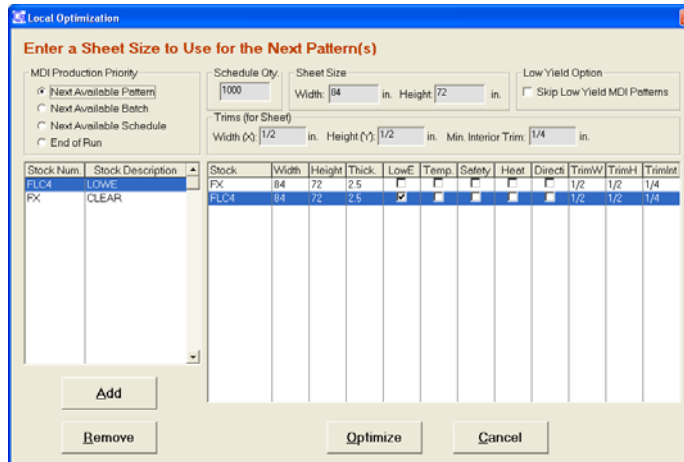 Local Optimization
Enter a Sheet Size to Use for the Next Pattern(s)
MDI Production Priority
Next Available Pattern
Next Available Batch
Next Available Schedule
End of Run
Schedule Qty.
1000
Sheet Size
Width: 84 in. Height: 72 in.
Low Yield Option
Skip Low Yield MDI Patterns
Trims (for Sheet)
Width (X): 1/2 in. Height (Y): 1/2 in. Min. Interior Trim: 1/4 in.
Stock Num. Stock Description
FLC4 LOWE
FX CLEAR
Stock Width Height Thick. LowE Temp. Safety Heat Directi TrimW TrimH TrimInt
FX 84 72 2.5 1/2 1/2 1/4
FLC4 84 72 2.5 1/2 1/2 1/4
Add
Remove
Optimize
Cancel